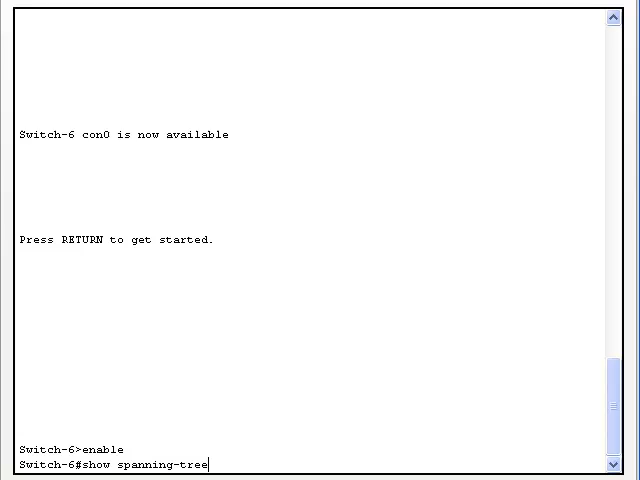 Switch-6 con0 is now available
Press RETURN to get started.
Switch-6>enable
Switch-6#show spanning-tree